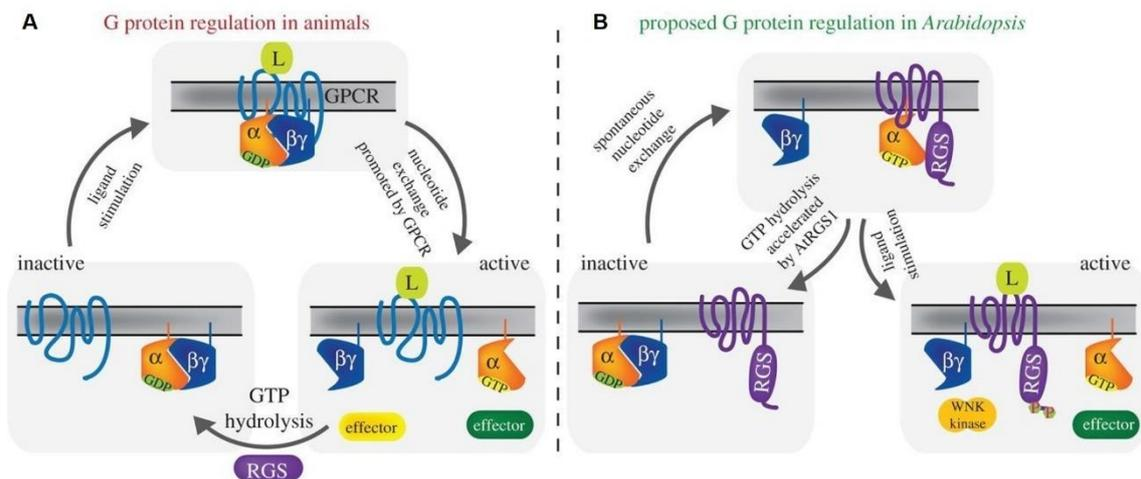 A
G protein regulation in animals
L
GPCR
α
βγ
GDP
ligand
stimulation
nucleotide
exchange
promoted by GPCR
inactive
α
βγ
GDP
active
L
βγ
α
GTP
effector
effector
GTP
hydrolysis
RGS
B
proposed G protein regulation in Arabidopsis
βγ
α
GTP
RGS
spontaneous
nucleotide
exchange
GTP hydrolysis
accelerated
by AtRGS1
ligand
stimulation
inactive
α
βγ
GDP
RGS
active
L
βγ
RGS
α
GTP
WNK
kinase
effector